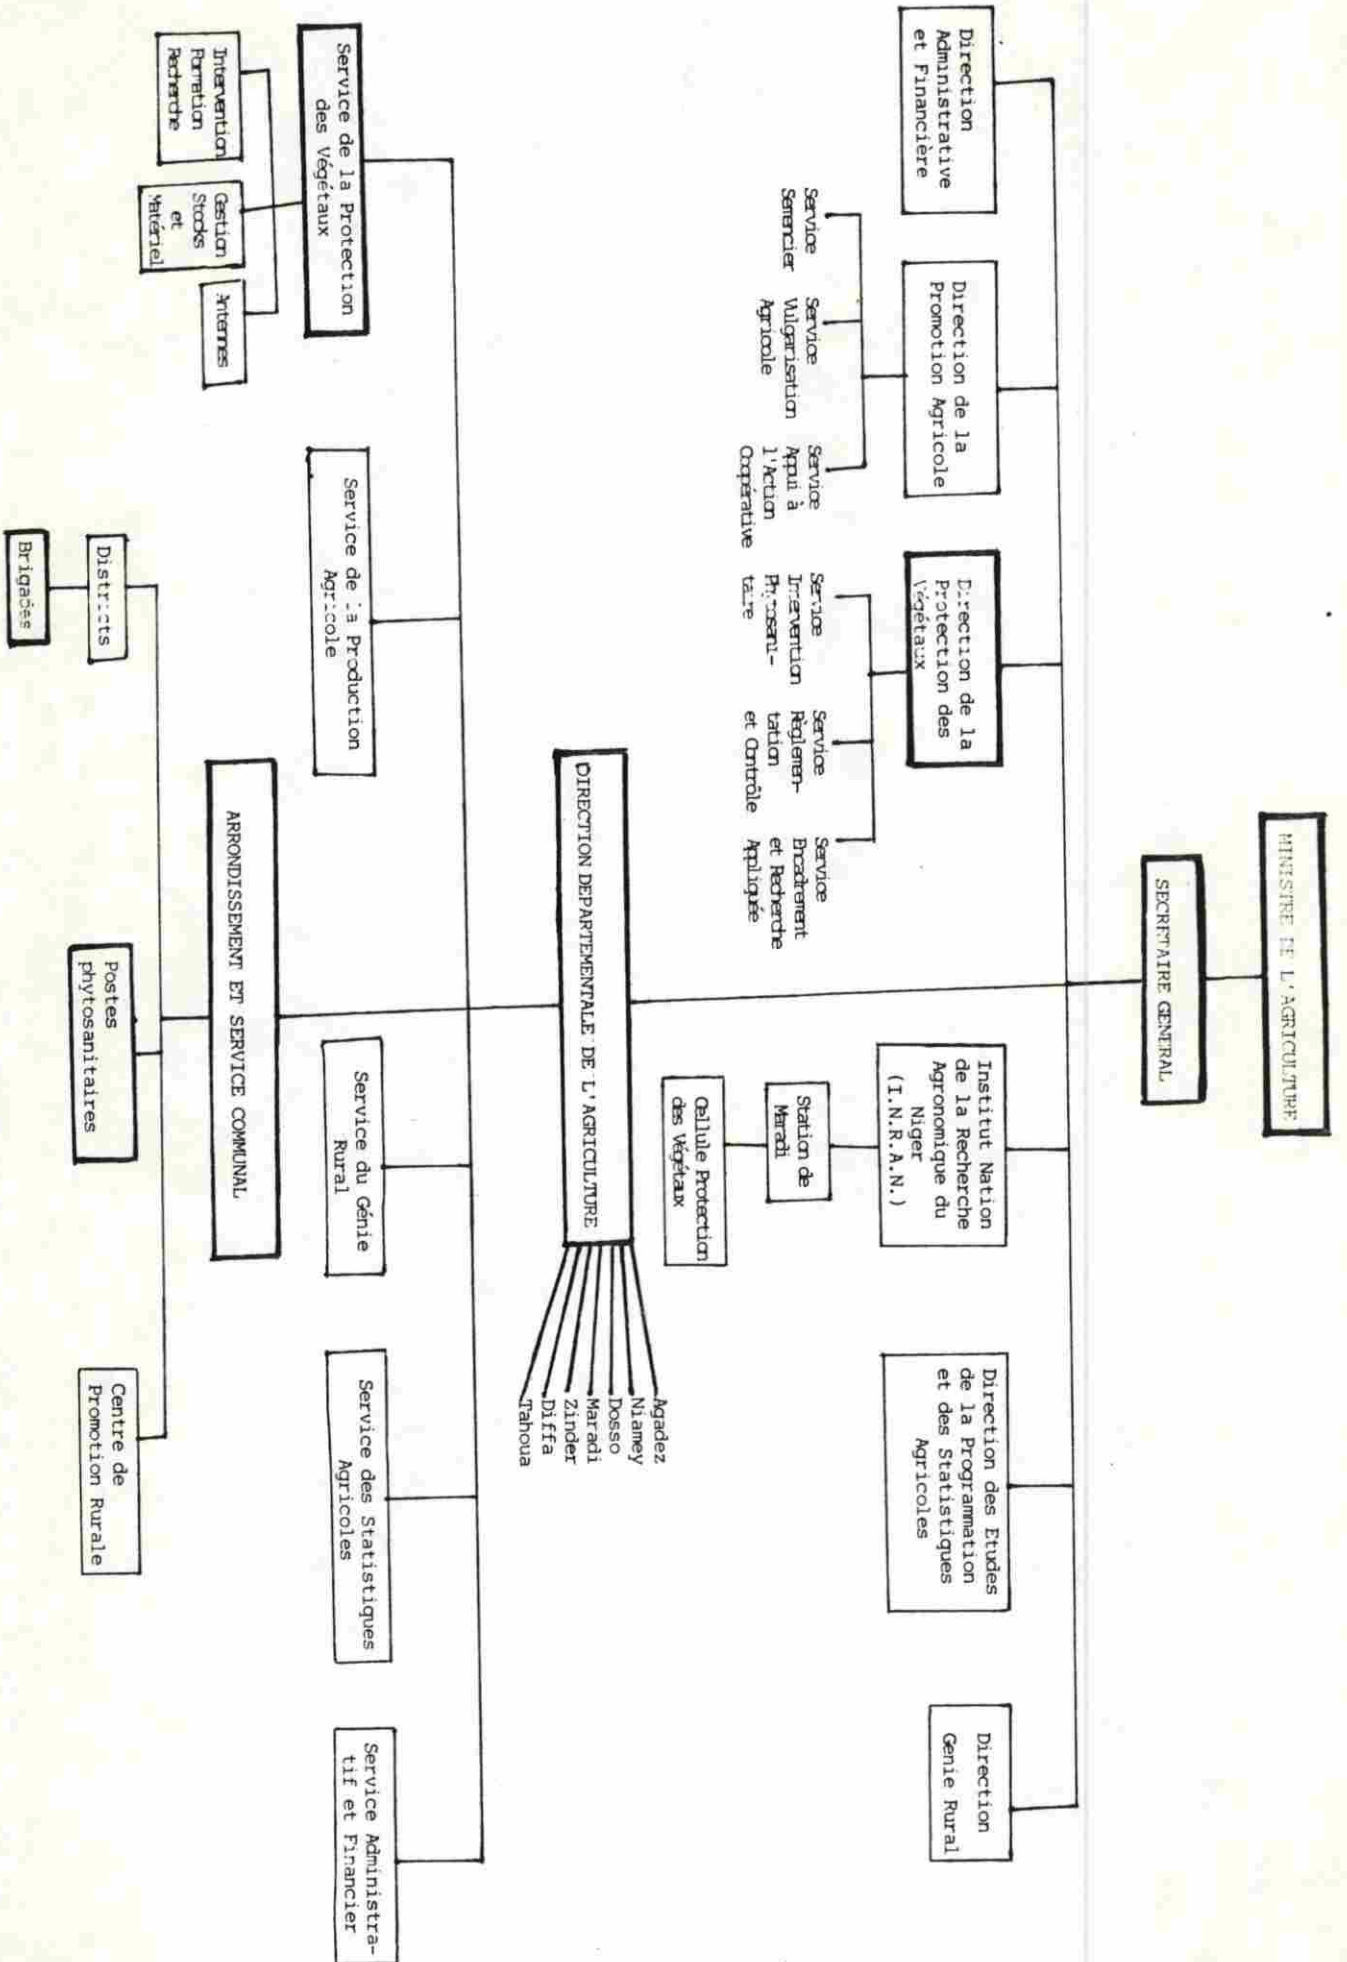 MINISTRE DE L'AGRICULTURE
SECRETAIRE GENERAL
Direction
Administrative
et Financière
Direction de la
Promotion Agricole
Direction de la
Protection des
Végétaux
Institut Nation
de la Recherche
Agronomique du
Niger
(I.N.R.A.N.)
Direction des Etudes
de la Programmation
et des Statistiques
Agricoles
Direction
Genie Rural
Service
Semencier
Service
Vulgarisation
Agricole
Service
Appui à
l'Action
Coopérative
Service
Intervention
Phytosani-
taire
Service
Règlemen-
tation
et Contrôle
Service
Encadrement
et Recherche
Appliquée
Station de
Maradi
Cellule Protection
des Végétaux
DIRECTION DEPARTEMENTALE DE L'AGRICULTURE
Agadez
Niamey
Dosso
Maradi
Zinder
Diffa
Tahoua
Service de la Protection
des Végétaux
Service de la Production
Agricole
Service du Génie
Rural
Service des Statistiques
Agricoles
Service Administra-
tif et Financier
Intervention
Formation
Recherche
Gestion
Stocks
et
Matériel
Antennes
ARRONDISSEMENT ET SERVICE COMMUNAL
Districts
Brigades
Postes
phytosanitaires
Centre de
Promotion Rurale